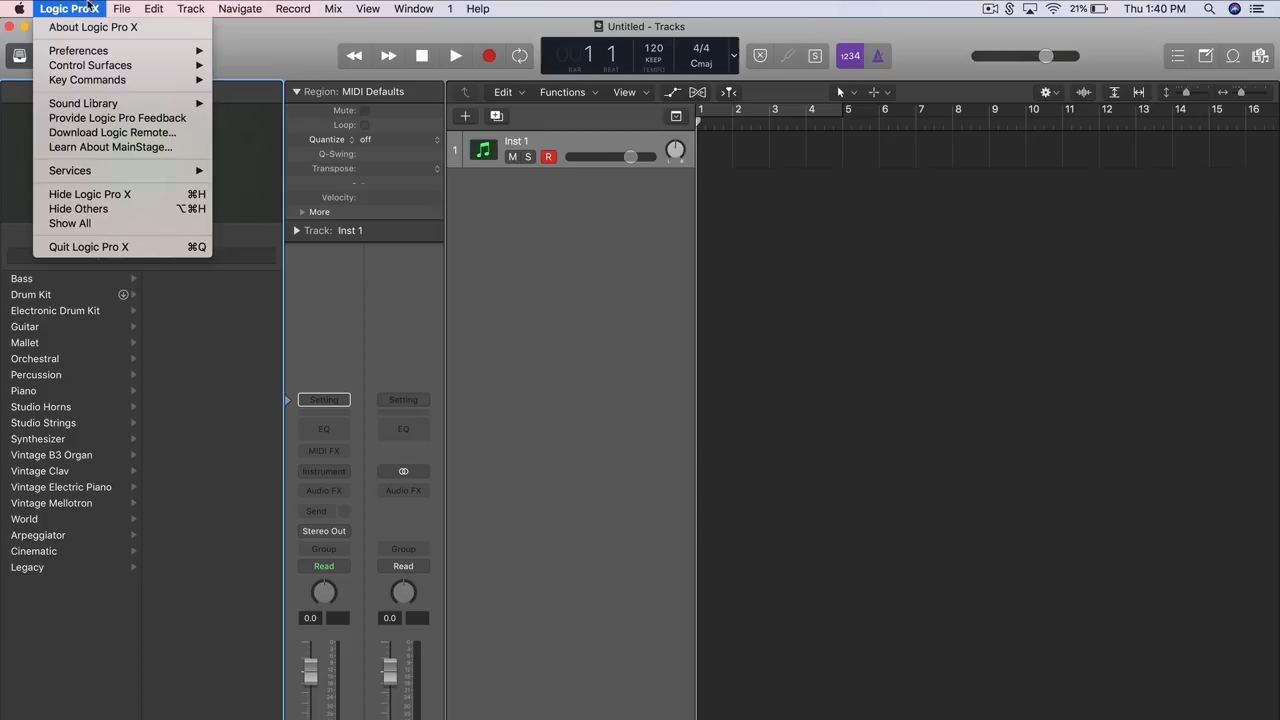 Logic Pro X File Edit Track Navigate Record Mix View Window 1 Help 21% Thu 1:40 PM
About Logic Pro X
Preferences
Control Surfaces
Key Commands
Sound Library
Provide Logic Pro Feedback
Download Logic Remote...
Learn About MainStage...
Services
Hide Logic Pro X ⌘H
Hide Others ⌥⌘H
Show All
Quit Logic Pro X ⌘Q
Untitled - Tracks
1 1 120 4/4
KEEP Cmaj
BAR BEAT TEMPO
S 1234
Region: MIDI Defaults
Mute:
Loop:
Quantize off
Q-Swing:
Transpose:
- -
Velocity:
More
Track: Inst 1
Edit Functions View
1 2 3 4 5 6 7 8 9 10 11 12 13 14 15 16
1 Inst 1
M S R
L R
Bass
Drum Kit
Electronic Drum Kit
Guitar
Mallet
Orchestral
Percussion
Piano
Studio Horns
Studio Strings
Synthesizer
Vintage B3 Organ
Vintage Clav
Vintage Electric Piano
Vintage Mellotron
World
Arpeggiator
Cinematic
Legacy
Setting Setting
EQ EQ
MIDI FX
Instrument
Audio FX Audio FX
Send
Stereo Out
Group Group
Read Read
0.0 0.0